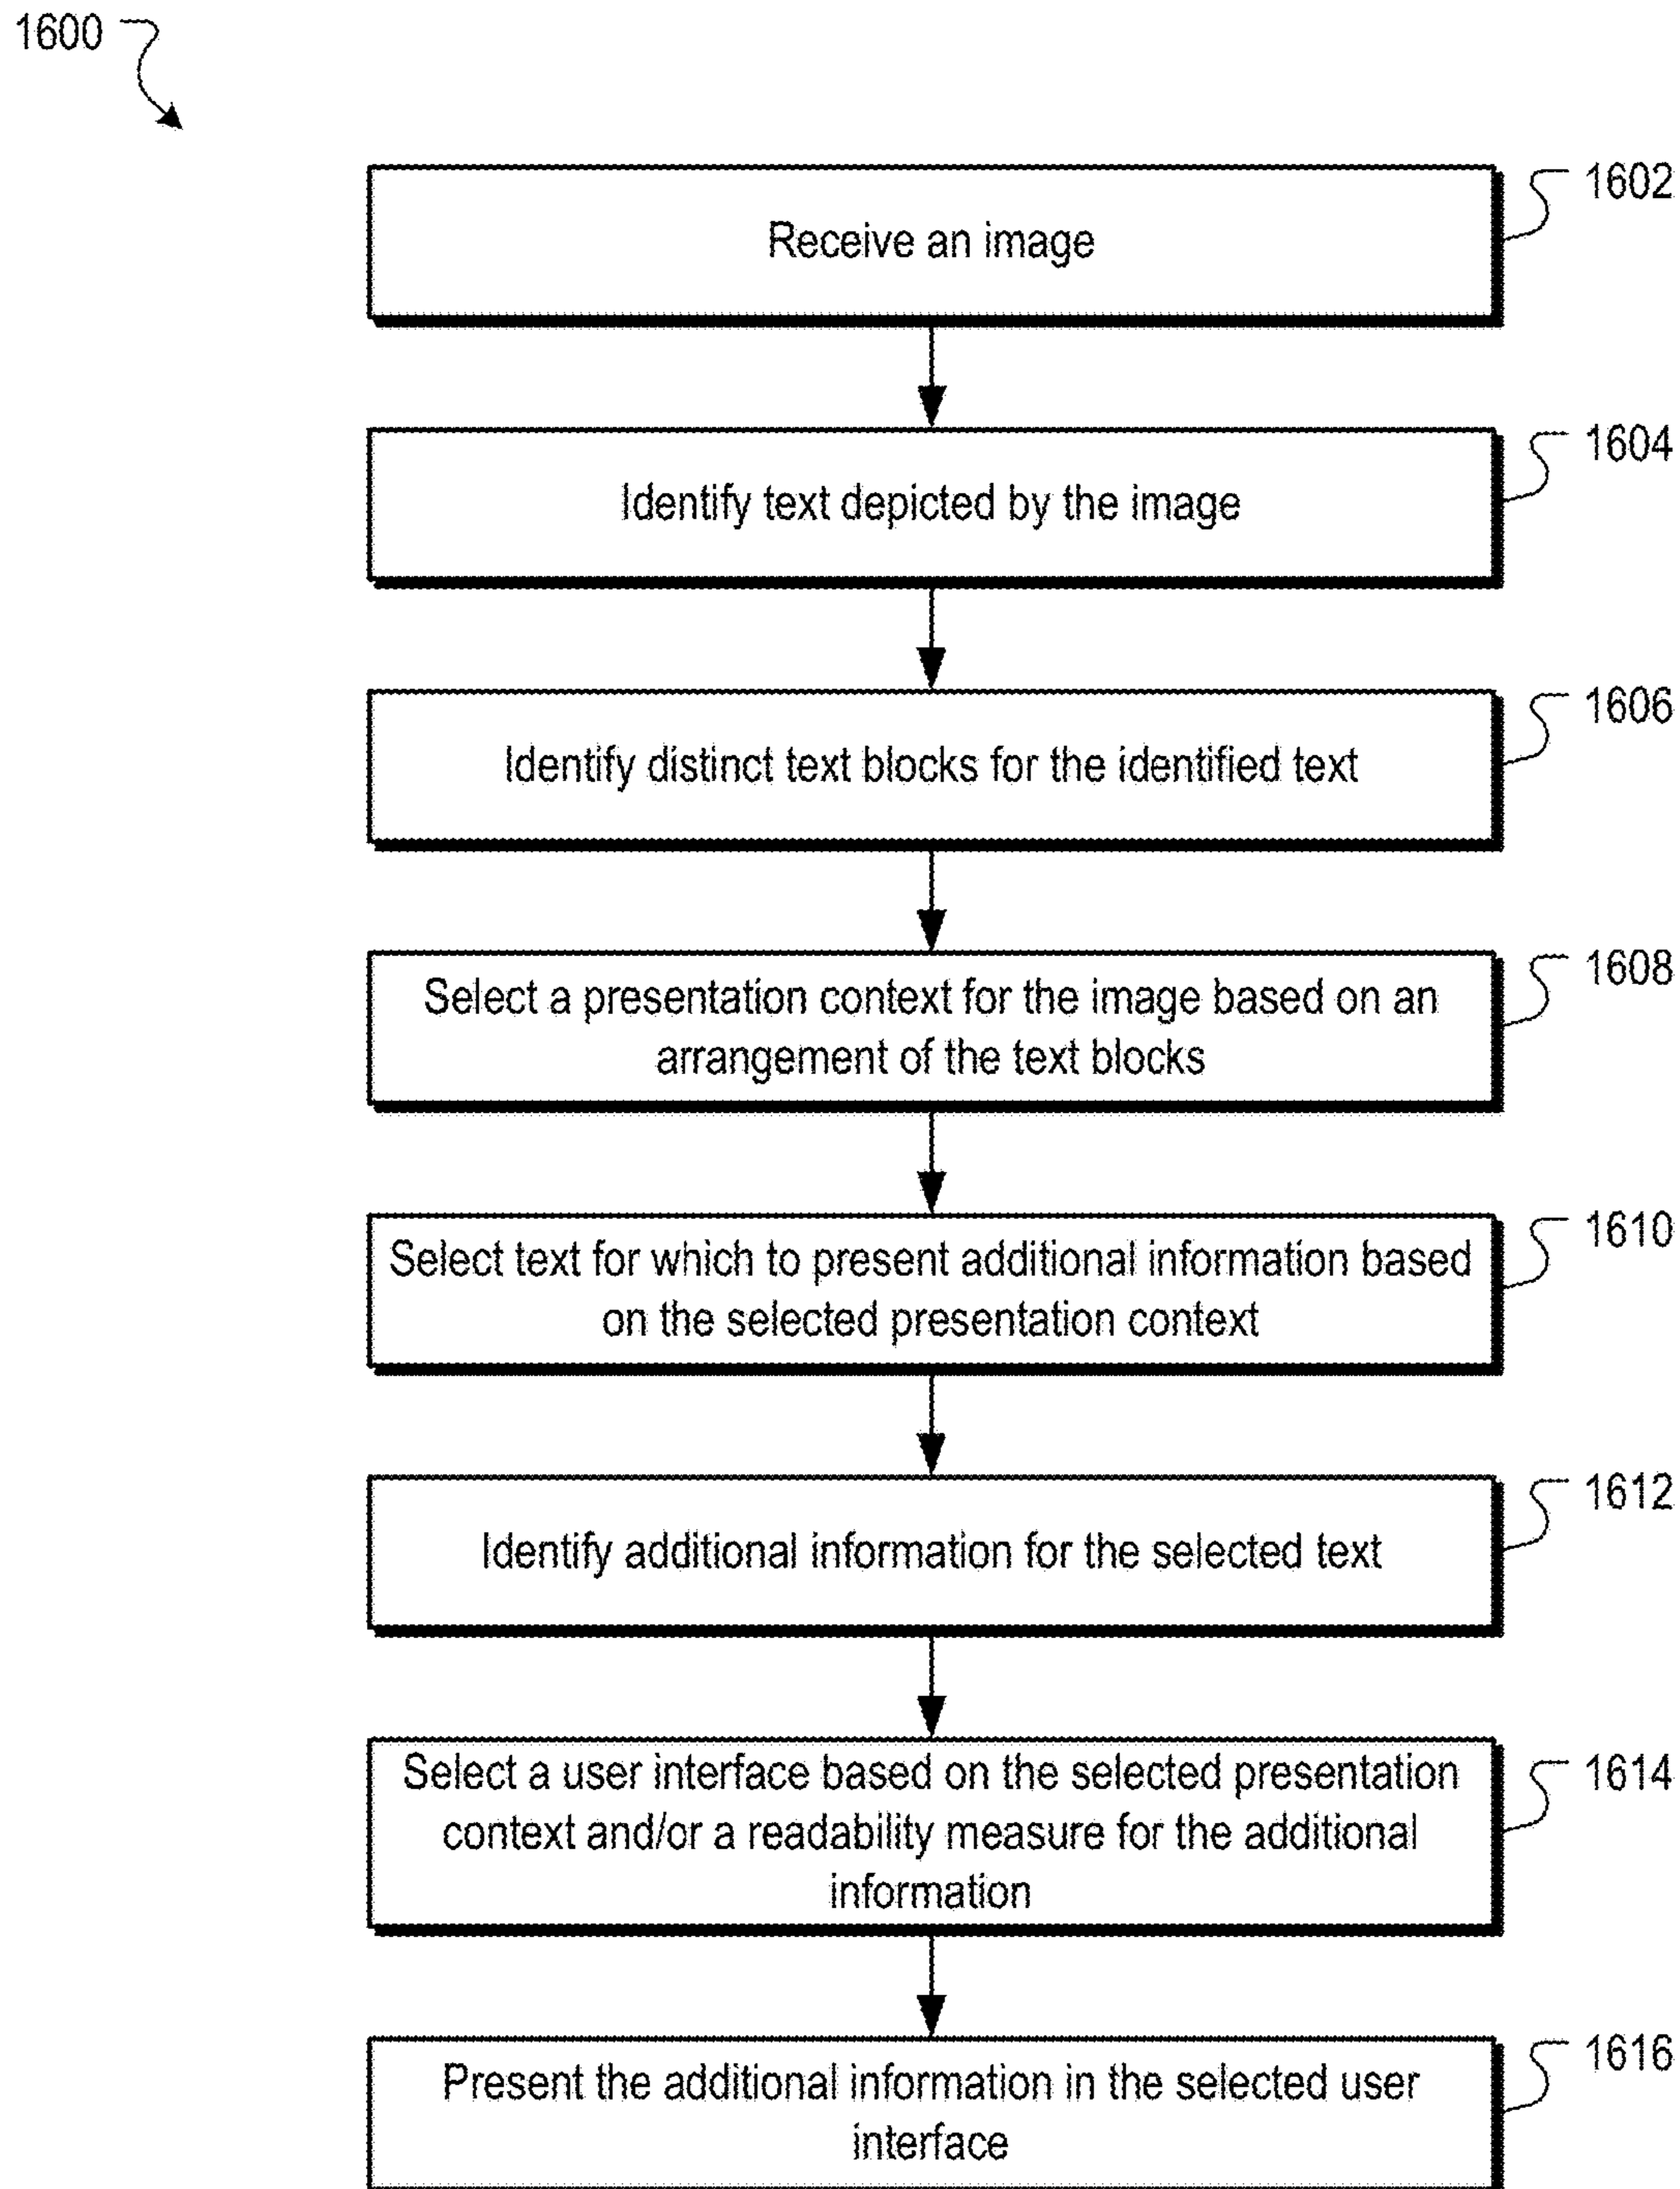 1600
1602
Receive an image
1604
Identify text depicted by the image
1606
Identify distinct text blocks for the identified text
1608
Select a presentation context for the image based on an
arrangement of the text blocks
1610
Select text for which to present additional information based
on the selected presentation context
1612
Identify additional information for the selected text
1614
Select a user interface based on the selected presentation
context and/or a readability measure for the additional
information
1616
Present the additional information in the selected user
interface